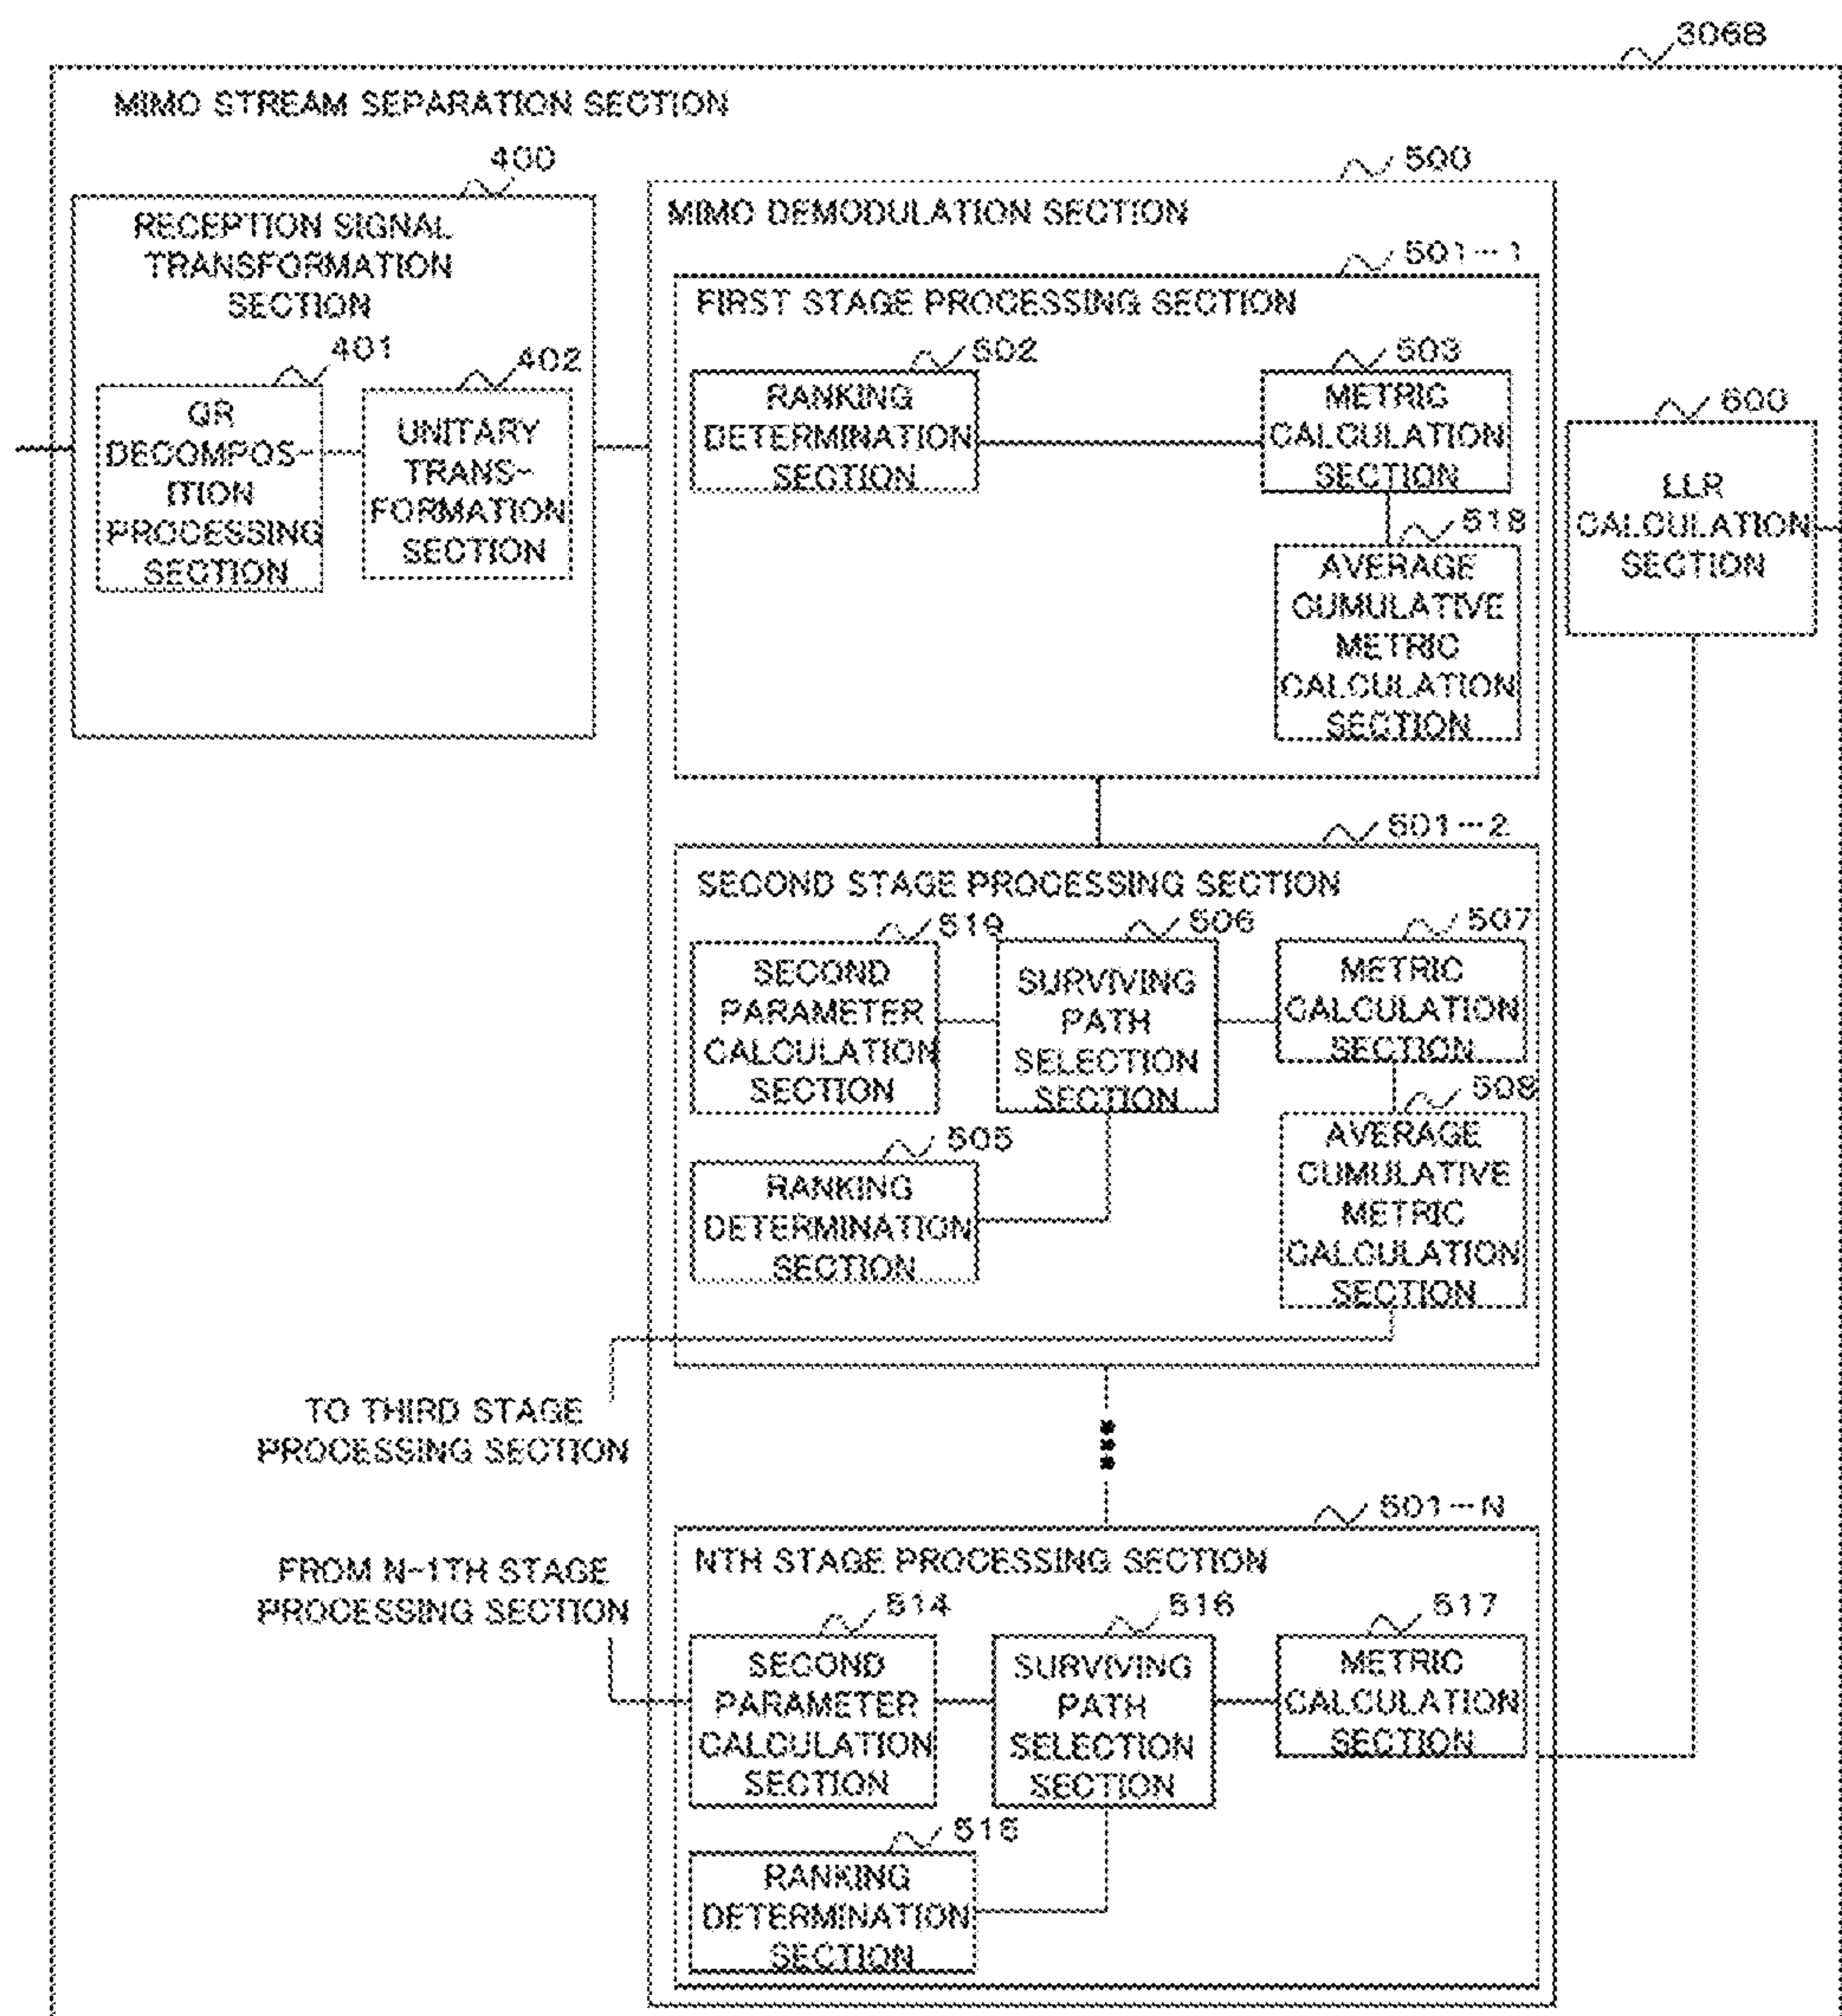 306B
MIMO STREAM SEPARATION SECTION
400
RECEPTION SIGNAL
TRANSFORMATION
SECTION
401
QR
DECOMPOS-
ITION
PROCESSING
SECTION
402
UNITARY
TRANS-
FORMATION
SECTION
500
MIMO DEMODULATION SECTION
501-1
FIRST STAGE PROCESSING SECTION
502
RANKING
DETERMINATION
SECTION
503
METRIC
CALCULATION
SECTION
518
AVERAGE
CUMULATIVE
METRIC
CALCULATION
SECTION
600
LLR
CALCULATION
SECTION
501-2
SECOND STAGE PROCESSING SECTION
519
SECOND
PARAMETER
CALCULATION
SECTION
506
SURVIVING
PATH
SELECTION
SECTION
507
METRIC
CALCULATION
SECTION
508
AVERAGE
CUMULATIVE
METRIC
CALCULATION
SECTION
505
RANKING
DETERMINATION
SECTION
TO THIRD STAGE
PROCESSING SECTION
501-N
FROM N-1TH STAGE
PROCESSING SECTION
NTH STAGE PROCESSING SECTION
514
SECOND
PARAMETER
CALCULATION
SECTION
516
SURVIVING
PATH
SELECTION
SECTION
517
METRIC
CALCULATION
SECTION
515
RANKING
DETERMINATION
SECTION